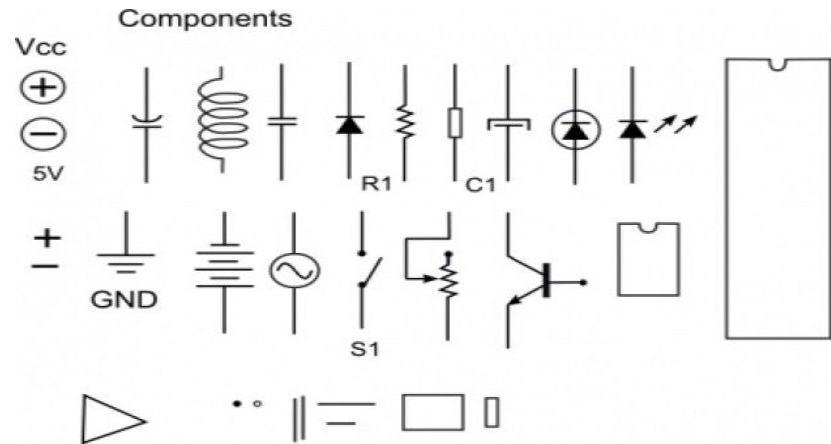 Components
Vcc
+
−
5V
R1
C1
+
−
GND
S1